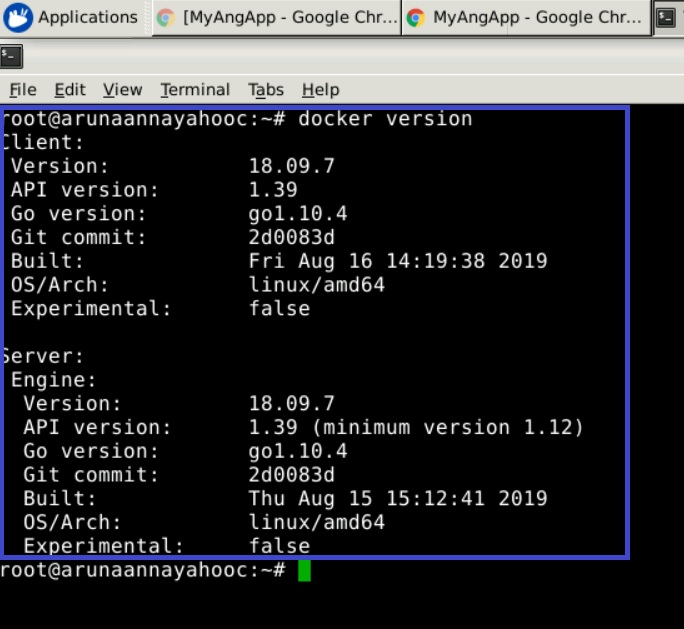 Applications [MyAngApp - Google Chr... MyAngApp - Google Chr...
File Edit View Terminal Tabs Help
root@arunaannayahooc:~# docker version
Client:
Version: 18.09.7
API version: 1.39
Go version: go1.10.4
Git commit: 2d0083d
Built: Fri Aug 16 14:19:38 2019
OS/Arch: linux/amd64
Experimental: false
Server:
Engine:
Version: 18.09.7
API version: 1.39 (minimum version 1.12)
Go version: go1.10.4
Git commit: 2d0083d
Built: Thu Aug 15 15:12:41 2019
OS/Arch: linux/amd64
Experimental: false
root@arunaannayahooc:~#